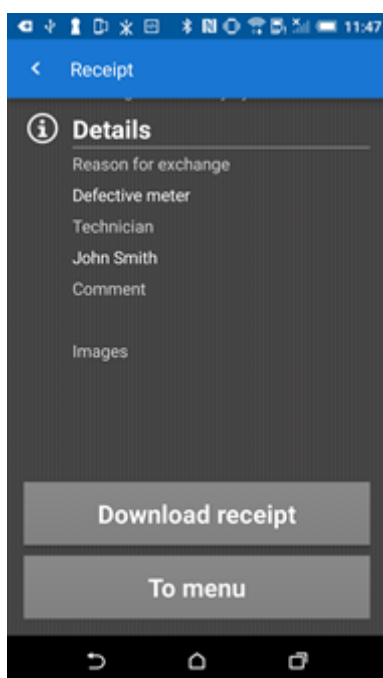 11:47
Receipt
Details
Reason for exchange
Defective meter
Technician
John Smith
Comment
Images
Download receipt
To menu